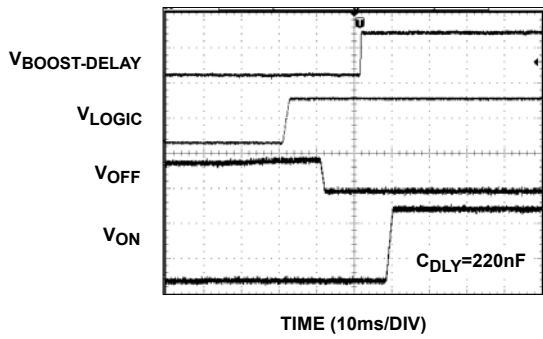 T
VBOOST-DELAY
VLOGIC
VOFF
VON
CDLY=220nF
TIME (10ms/DIV)